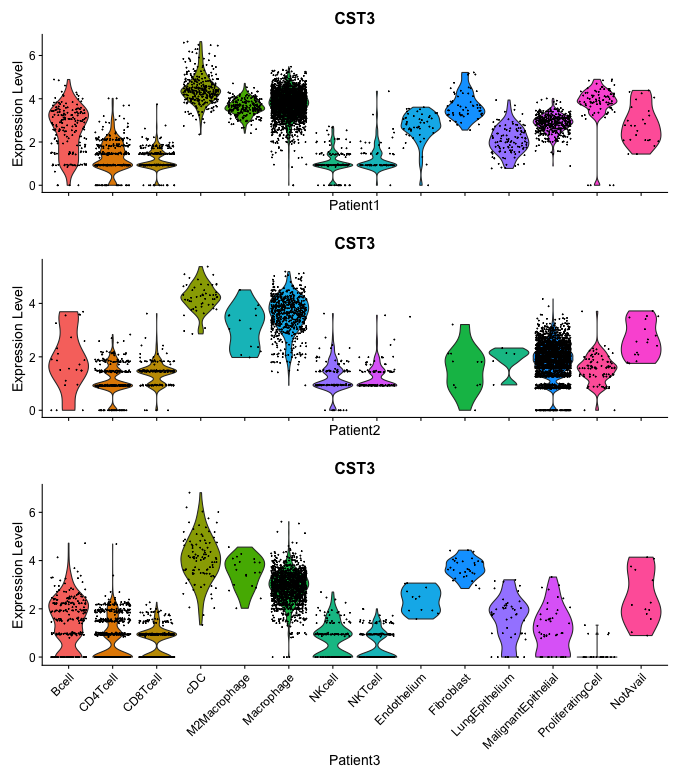 CST3
Expression Level
6
4
2
0
Patient1
CST3
Expression Level
4
2
0
Patient2
CST3
Expression Level
6
4
2
0
Bcell
CD4Tcell
CD8Tcell
cDC
M2Macrophage
Macrophage
NKcell
NKTcell
Endothelium
Fibroblast
LungEpithelium
MalignantEpithelial
ProliferatingCell
NotAvail
Patient3